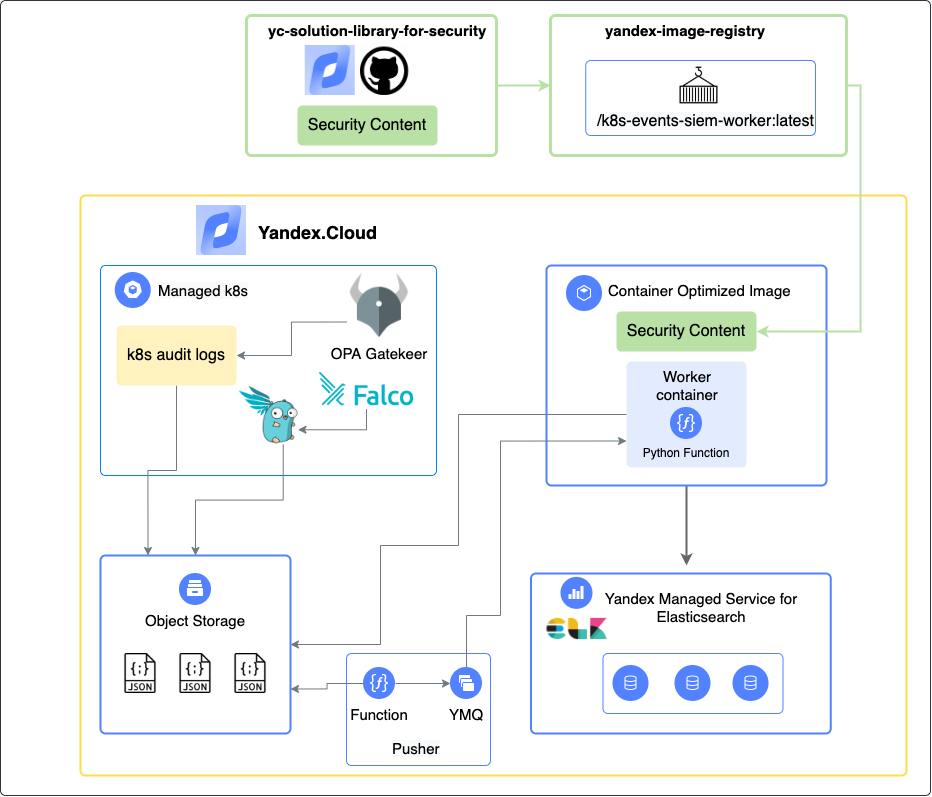 yc-solution-library-for-security
Security Content
yandex-image-registry
/k8s-events-siem-worker:latest
Yandex.Cloud
Managed k8s
k8s audit logs
OPA Gatekeer
Falco
Container Optimized Image
Security Content
Worker
container
{f}
Python Function
Object Storage
{;}
JSON
{;}
JSON
{;}
JSON
{f}
Function
YMQ
Pusher
Yandex Managed Service for
Elasticsearch
ELK